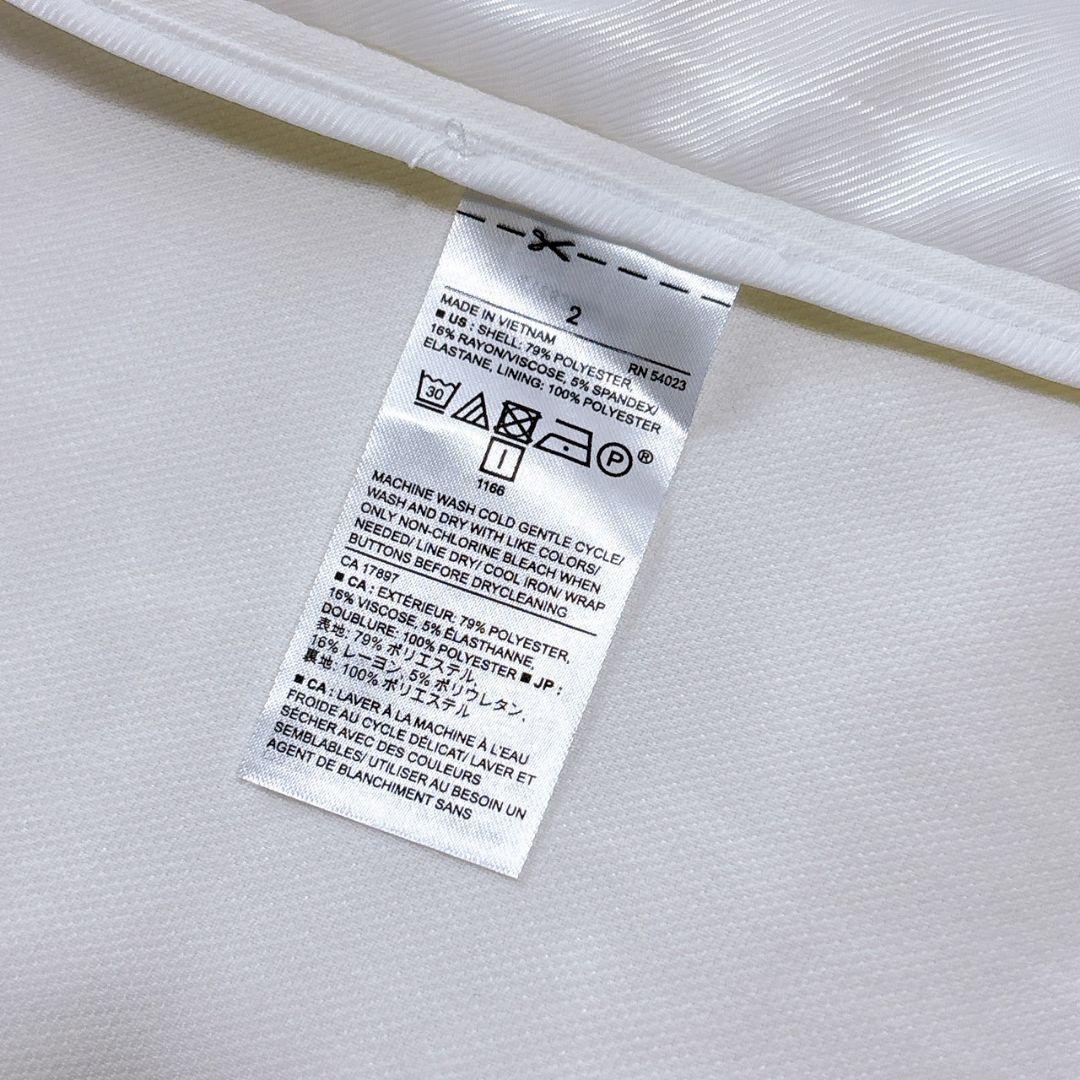 2
MADE IN VIETNAM RN 54023
■ US : SHELL: 79% POLYESTER,
16% RAYON/VISCOSE, 5% SPANDEX/
ELASTANE, LINING: 100% POLYESTER
30 P ®
1166
MACHINE WASH COLD GENTLE CYCLE/
WASH AND DRY WITH LIKE COLORS/
ONLY NON-CHLORINE BLEACH WHEN
NEEDED/ LINE DRY/ COOL IRON/ WRAP
BUTTONS BEFORE DRYCLEANING
CA 17897
■ CA : EXTÉRIEUR: 79% POLYESTER,
16% VISCOSE, 5% ÉLASTHANNE,
DOUBLURE: 100% POLYESTER ■ JP :
表地: 79% ポリエステル,
16% レーヨン, 5% ポリウレタン,
裏地: 100% ポリエステル
■ CA : LAVER À LA MACHINE À L'EAU
FROIDE AU CYCLE DÉLICAT/ LAVER ET
SÉCHER AVEC DES COULEURS
SEMBLABLES/ UTILISER AU BESOIN UN
AGENT DE BLANCHIMENT SANS